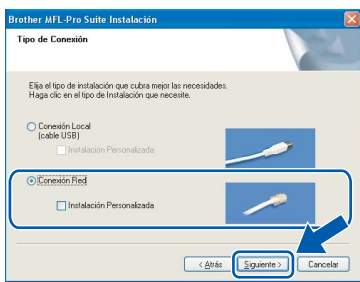 Brother MFL-Pro Suite Instalación
Tipo de Conexión
Elija el tipo de instalación que cubra mejor las necesidades.
Haga clic en el tipo de Instalación que necesite.
Conexión Local
(cable USB)
Instalación Personalizada
Conexión Red
Instalación Personalizada
< Atrás
Siguiente >
Cancelar